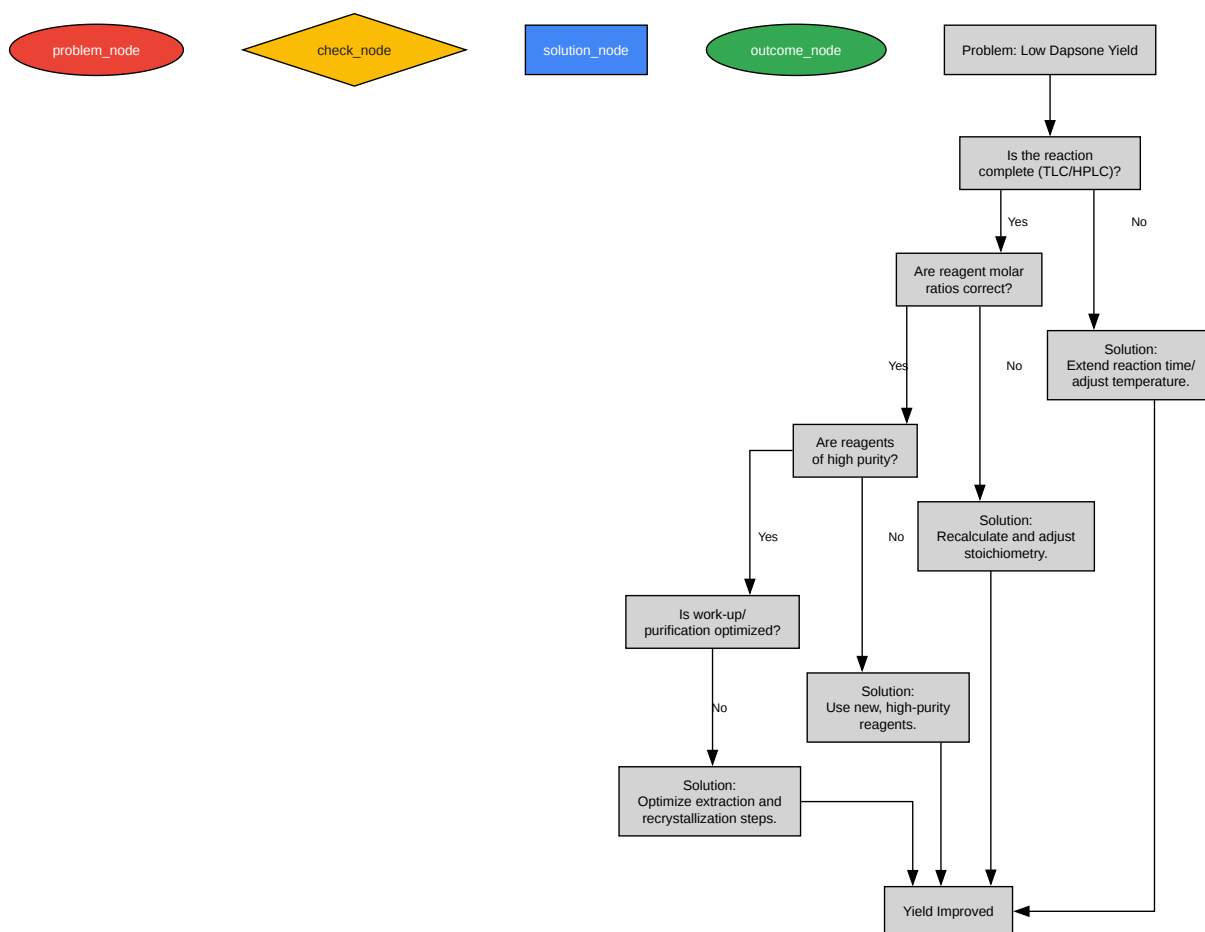 problem_node
check_node
solution_node
outcome_node
Problem: Low Dapsone Yield
Is the reaction
complete (TLC/HPLC)?
Yes
No
Are reagent molar
ratios correct?
Solution:
Extend reaction time/
adjust temperature.
Yes
No
Are reagents
of high purity?
Solution:
Recalculate and adjust
stoichiometry.
Yes
No
Is work-up/
purification optimized?
Solution:
Use new, high-purity
reagents.
No
Solution:
Optimize extraction and
recrystallization steps.
Yield Improved